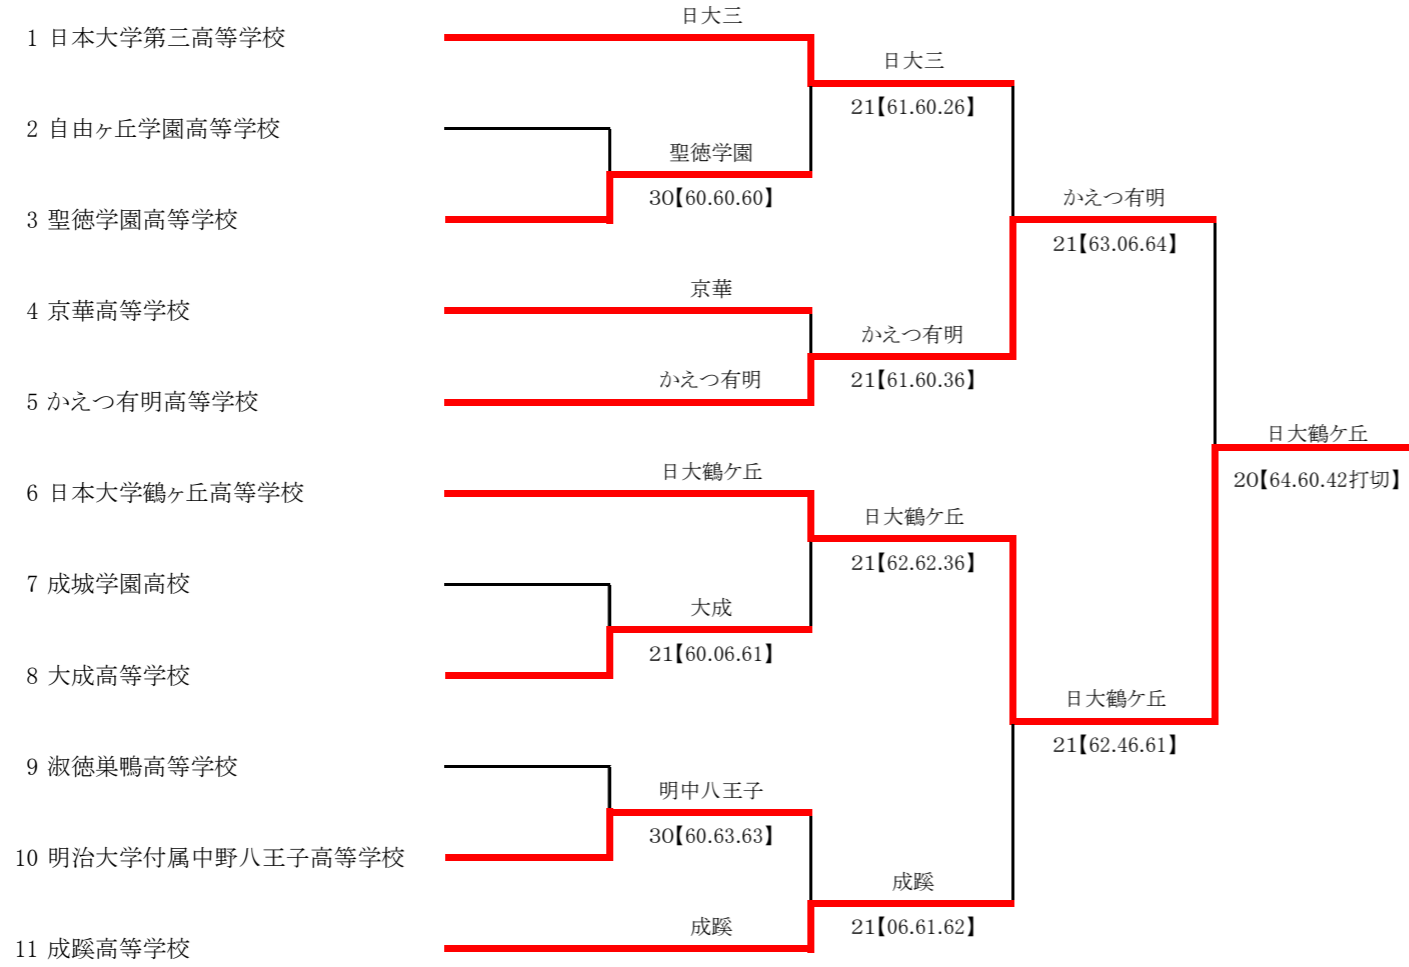 日大三
1 日本大学第三高等学校
日大三
21【61.60.26】
2 自由ヶ丘学園高等学校
聖徳学園
30【60.60.60】
3 聖徳学園高等学校
かえつ有明
21【63.06.64】
京華
4 京華高等学校
かえつ有明
21【61.60.36】
かえつ有明
5 かえつ有明高等学校
日大鶴ケ丘
20【64.60.42打切】
日大鶴ケ丘
6 日本大学鶴ヶ丘高等学校
日大鶴ケ丘
21【62.62.36】
7 成城学園高校
大成
21【60.06.61】
8 大成高等学校
日大鶴ケ丘
21【62.46.61】
9 淑徳巣鴨高等学校
明中八王子
30【60.63.63】
10 明治大学付属中野八王子高等学校
成蹊
21【06.61.62】
成蹊
11 成蹊高等学校